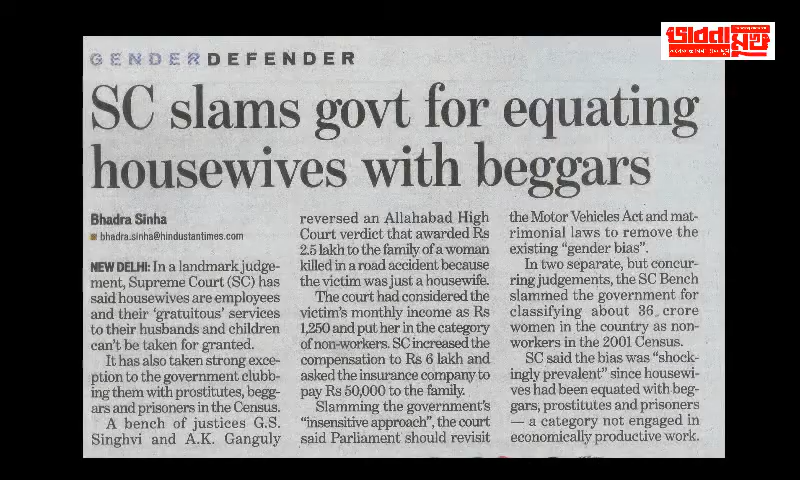 GENDERDEFENDER
SC slams govt for equating
housewives with beggars
Bhadra Sinha
bhadra.sinha@hindustantimes.com
NEW DELHI: In a landmark judge-
ment, Supreme Court (SC) has
said housewives are employees
and their 'gratuitous' services
to their husbands and children
can't be taken for granted.
It has also taken strong exce-
ption to the government clubb-
ing them with prostitutes, begg-
ars and prisoners in the Census.
A bench of justices G.S.
Singhvi and A.K. Ganguly
reversed an Allahabad High
Court verdict that awarded Rs
2.5 lakh to the family of a woman
killed in a road accident because
the victim was just a housewife.
The court had considered the
victim's monthly income as Rs
1,250 and put her in the category
of non-workers. SC increased the
compensation to Rs 6 lakh and
asked the insurance company to
pay Rs 50,000 to the family.
Slamming the government's
"insensitive approach", the court
said Parliament should revisit
the Motor Vehicles Act and mat-
rimonial laws to remove the
existing "gender bias".
In two separate, but concur-
ring judgements, the SC Bench
slammed the government for
classifying about 36 crore
women in the country as non-
workers in the 2001 Census.
SC said the bias was "shock-
ingly prevalent" since housewi-
ves had been equated with beg-
gars, prostitutes and prisoners
— a category not engaged in
economically productive work.